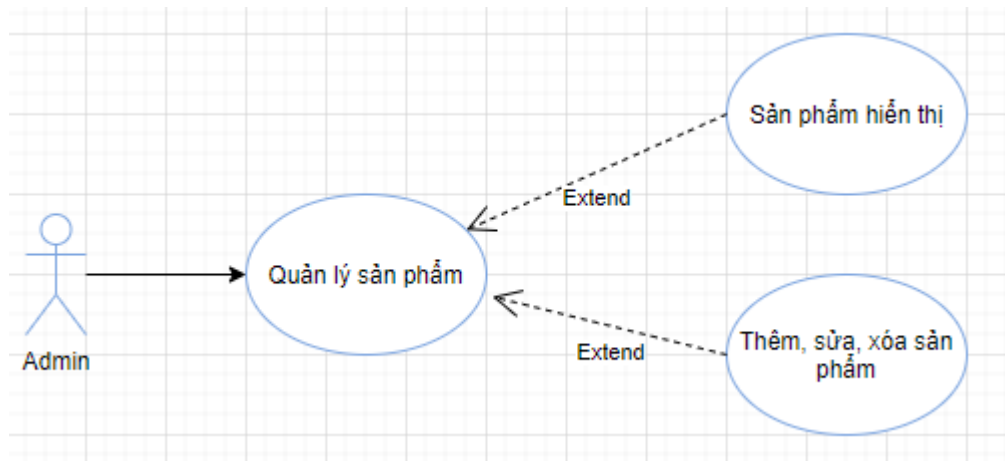 Sản phẩm hiển thị
Extend
Quản lý sản phẩm
Admin
Extend
Thêm, sửa, xóa sản
phẩm